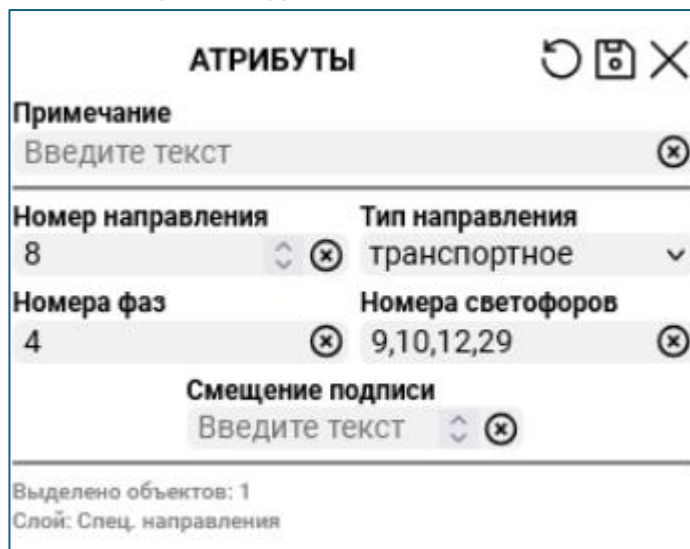 АТРИБУТЫ
Примечание
Введите текст
Номер направления Тип направления
8 транспортное
Номера фаз Номера светофоров
4 9,10,12,29
Смещение подписи
Введите текст
Выделено объектов: 1
Слой: Спец. направления